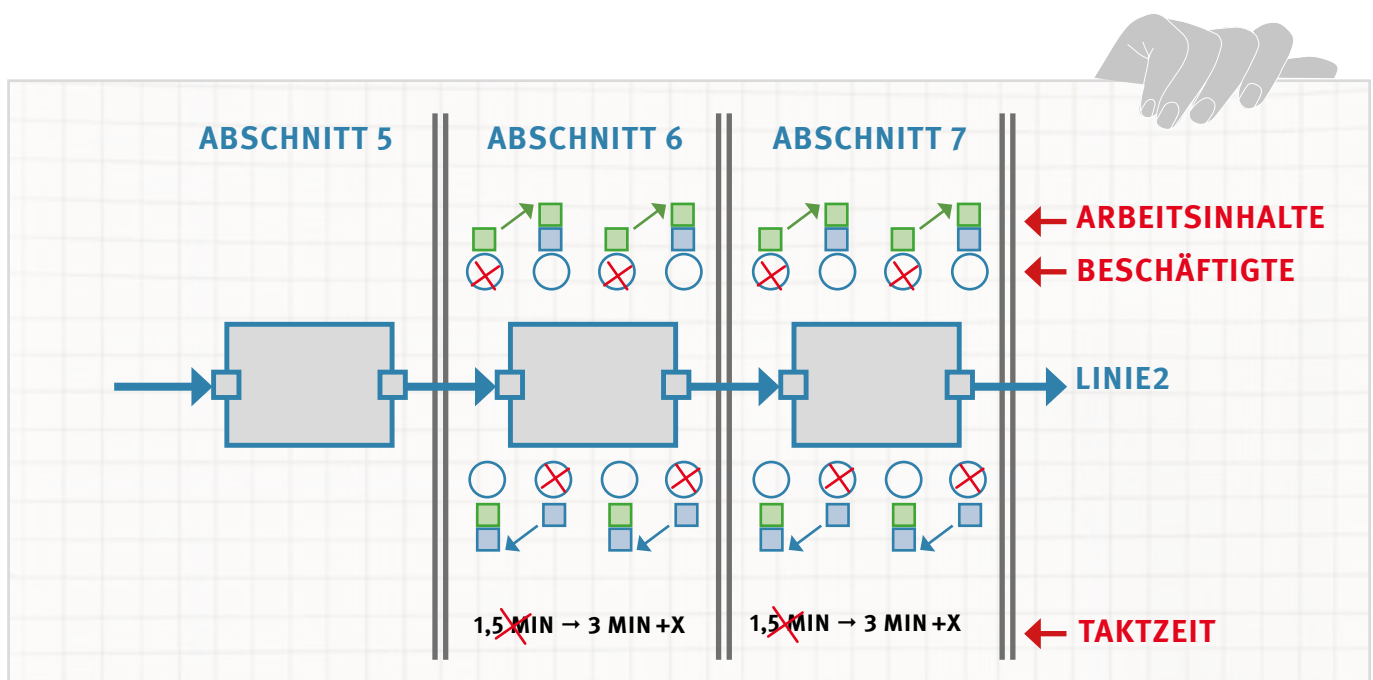 ABSCHNITT 5
ABSCHNITT 6
ABSCHNITT 7
ARBEITSINHALTE
BESCHÄFTIGTE
LINIE2
1,5 MIN → 3 MIN +X
1,5 MIN → 3 MIN +X
TAKTZEIT